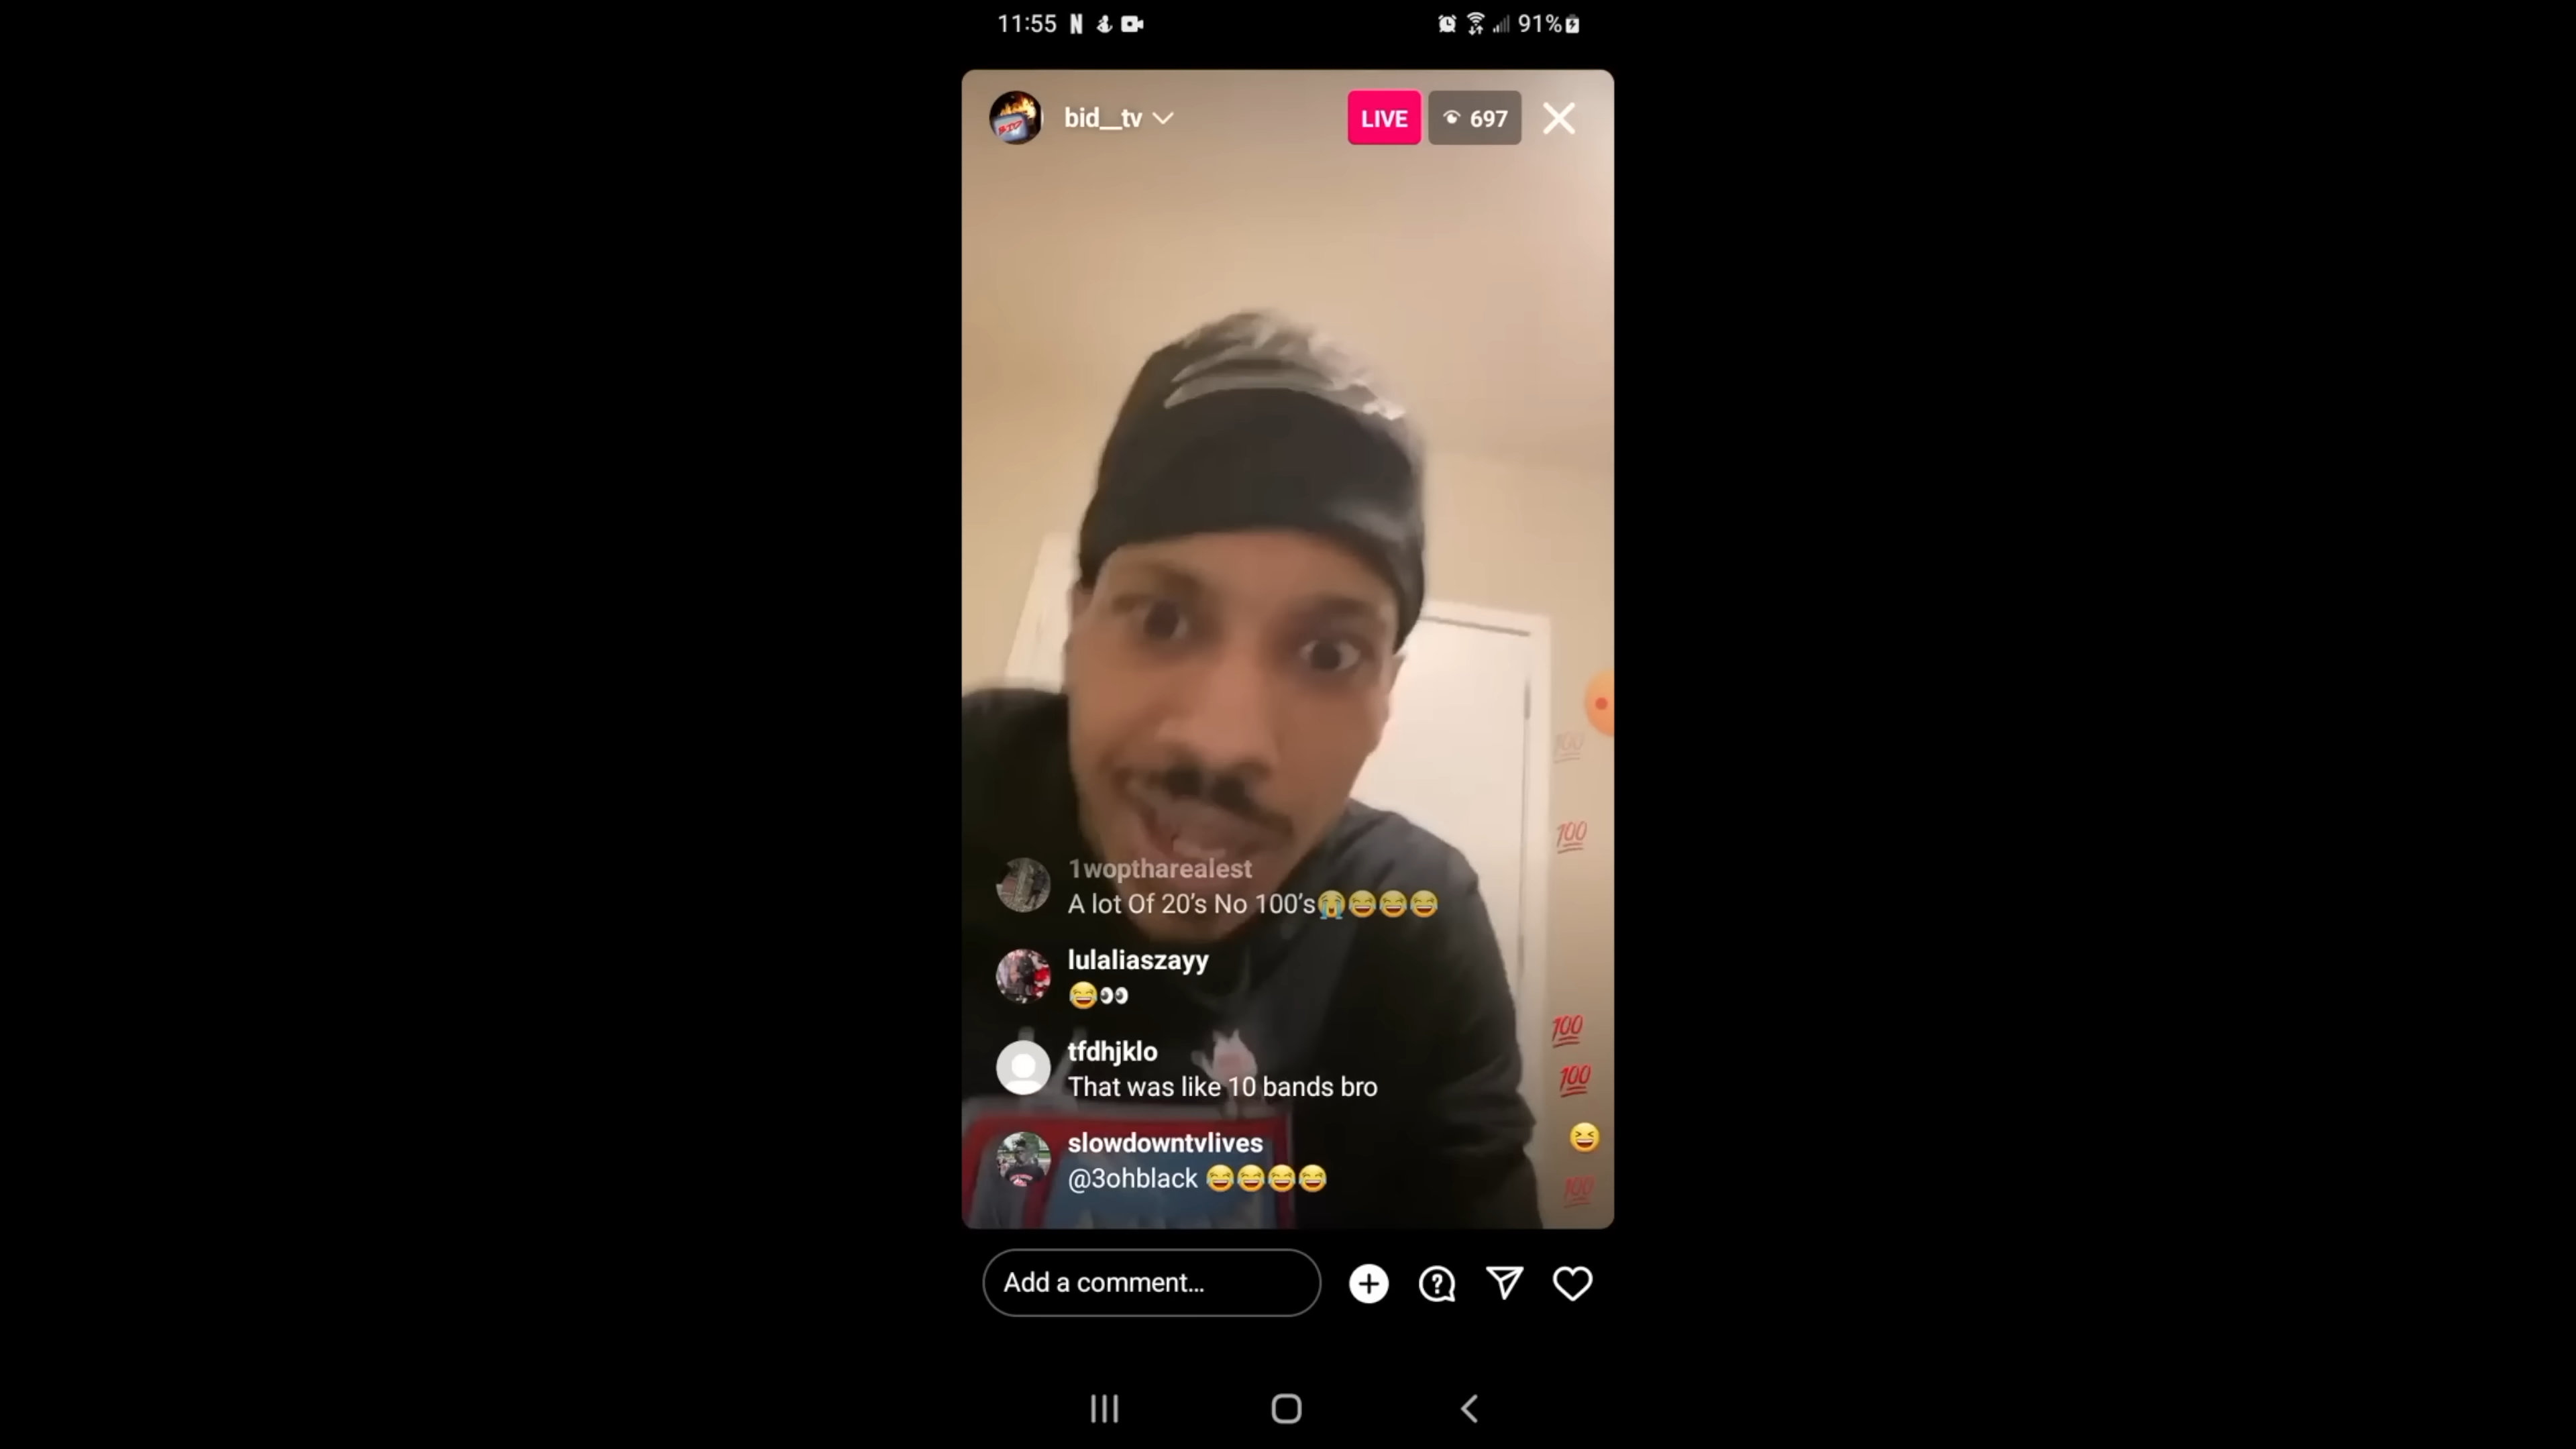 11:55 N 91%
bid__tv LIVE 697
1woptharealest
A lot Of 20's No 100's😭😂😂😂
lulaliaszayy
😂👀
tfdhjklo
That was like 10 bands bro
slowdowntvlives
@3ohblack 😂😂😂😂
Add a comment...